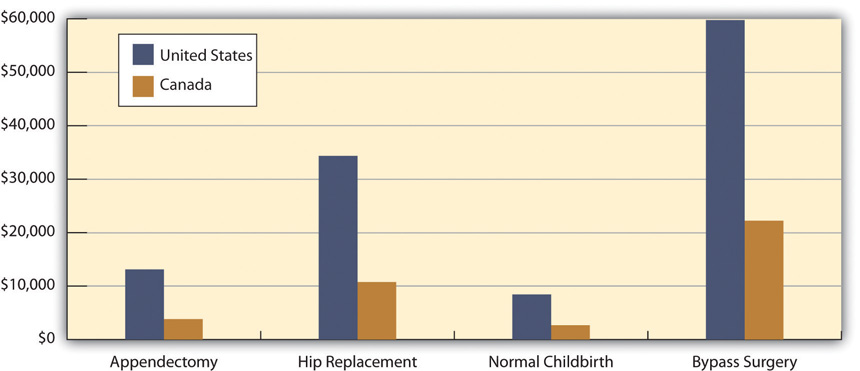 $60,000
$50,000
$40,000
$30,000
$20,000
$10,000
$0
United States
Canada
Appendectomy
Hip Replacement
Normal Childbirth
Bypass Surgery